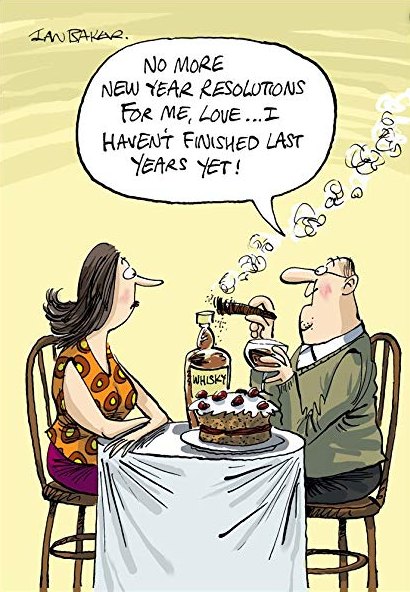 IAN BAKER.
NO MORE
NEW YEAR RESOLUTIONS
FOR ME, LOVE...I
HAVEN'T FINISHED LAST
YEARS YET!
WHISKY